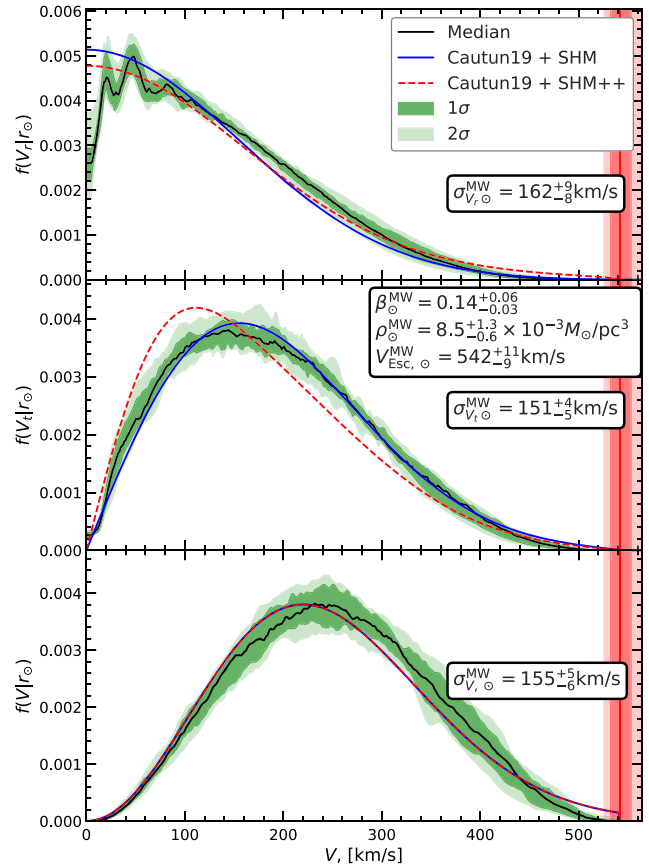 0.006
0.005
0.004
0.003
0.002
0.001
0.000
f(V_r|r_⊙)
Median
Cautun19 + SHM
Cautun19 + SHM++
1σ
2σ
σ^MW_{V_r ⊙} = 162^{+9}_{−8}km/s
0.004
0.003
0.002
0.001
0.000
f(V_t|r_⊙)
β^MW_⊙ = 0.14^{+0.06}_{−0.03}
ρ^MW_⊙ = 8.5^{+1.3}_{−0.6} × 10^{−3}M_⊙/pc^3
V^MW_{Esc, ⊙} = 542^{+11}_{−9}km/s
σ^MW_{V_t ⊙} = 151^{+4}_{−5}km/s
0.004
0.003
0.002
0.001
0.000
f(V|r_⊙)
σ^MW_{V, ⊙} = 155^{+5}_{−6}km/s
0 100 200 300 400 500
V, [km/s]